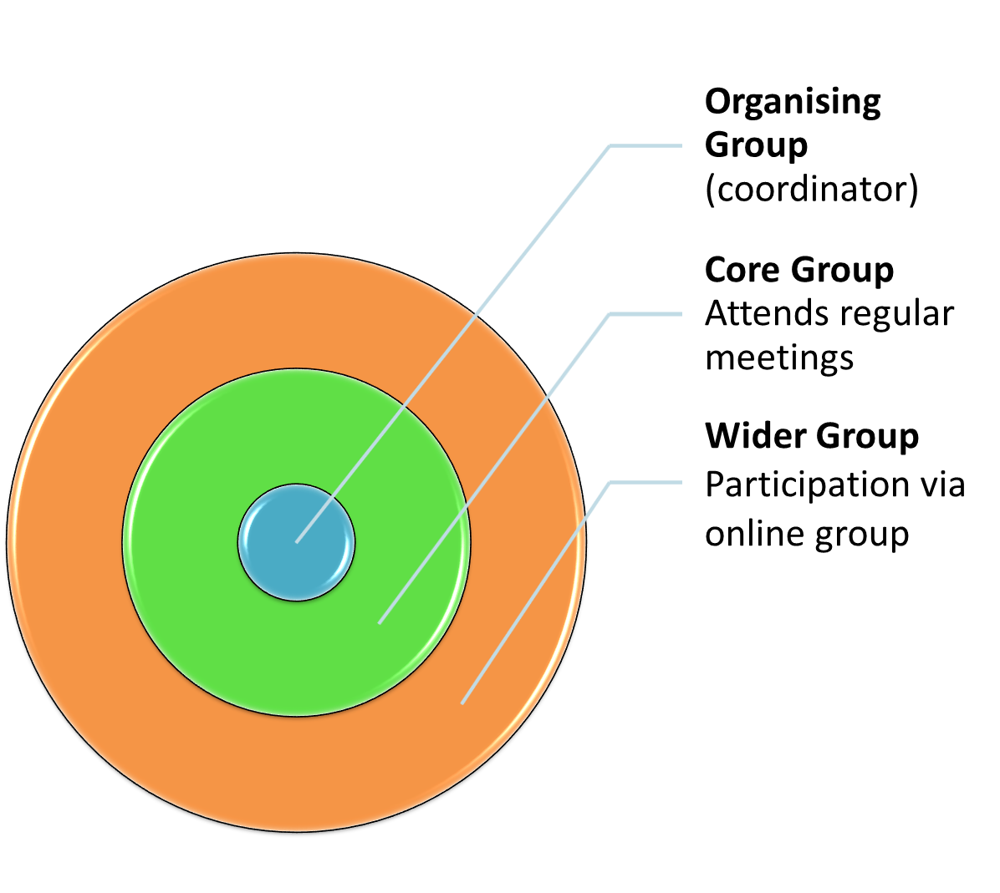 Organising
Group
(coordinator)
Core Group
Attends regular
meetings
Wider Group
Participation via
online group